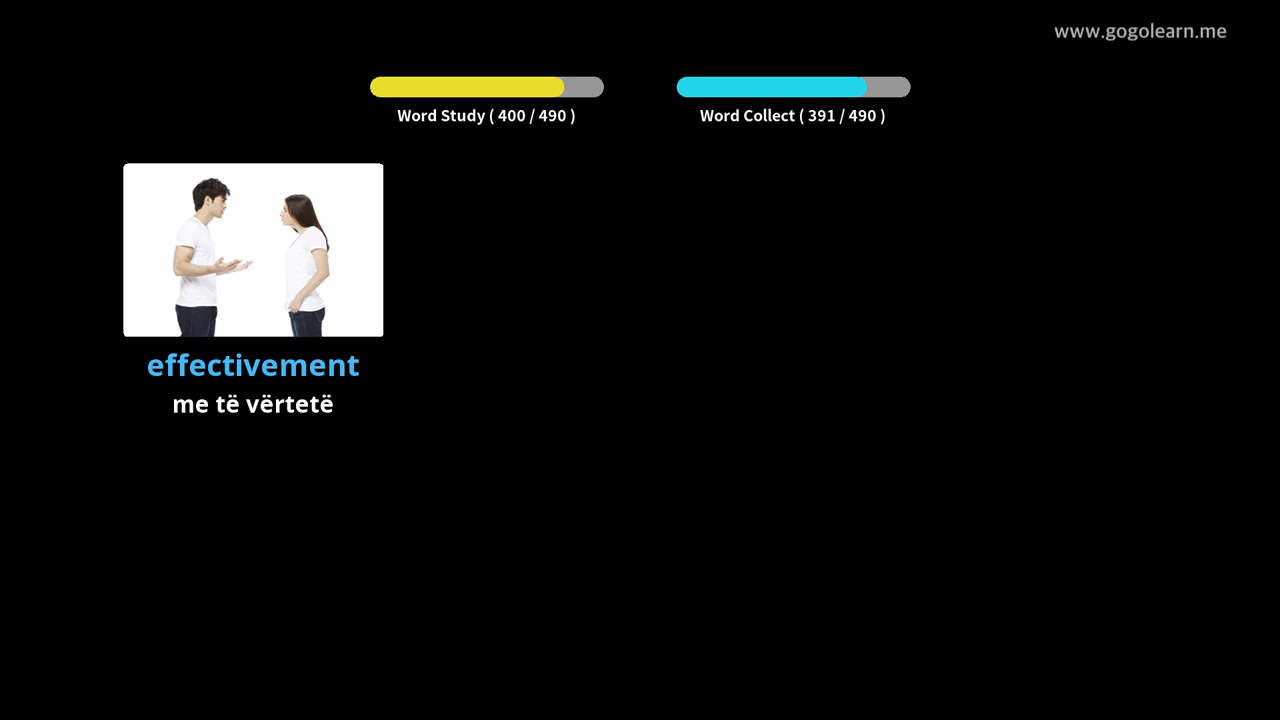 www.gogolearn.me
Word Study ( 400 / 490 )
Word Collect ( 391 / 490 )
effectivement
me të vërtetë